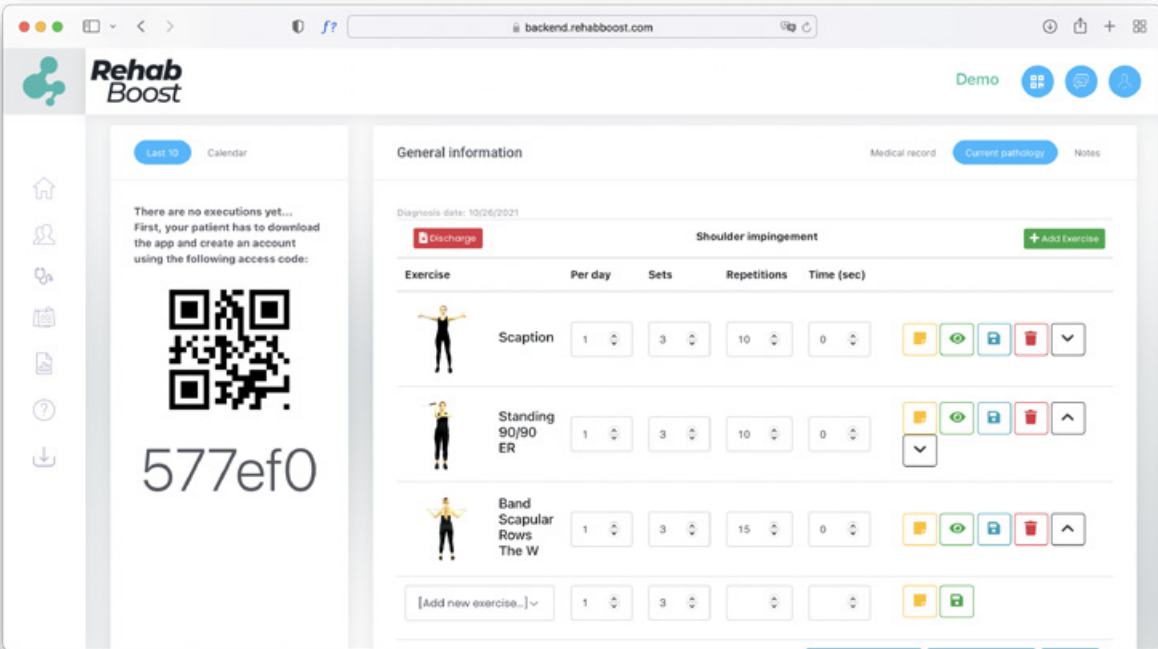 backend.rehabboost.com
Rehab
Boost
Demo
Last 10
Calendar
There are no executions yet...
First, your patient has to download
the app and create an account
using the following access code:
577ef0
General information
Medical record
Current pathology
Notes
Diagnosis date: 10/26/2021
Discharge
Shoulder impingement
Add Exercise
Exercise
Per day
Sets
Repetitions
Time (sec)
Scaption
1
3
10
0
Standing
90/90
ER
1
3
10
0
Band
Scapular
Rows
The W
1
3
15
0
[Add new exercise...]
1
3